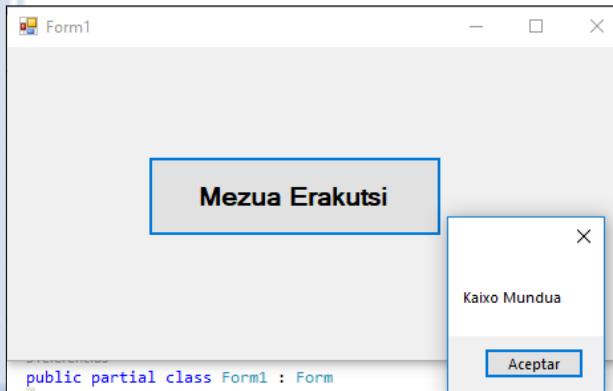 Form1
Mezua Erakutsi
Kaixo Mundua
Aceptar
public partial class Form1 : Form